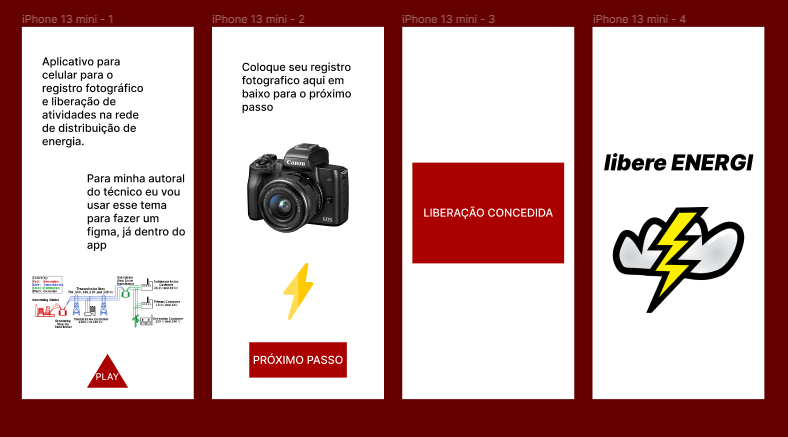 iPhone 13 mini - 1
Aplicativo para
celular para o
registro fotográfico
e liberação de
atividades na rede
de distribuição de
energia.
Para minha autoral
do técnico eu vou
usar esse tema
para fazer um
figma, já dentro do
app
PLAY
iPhone 13 mini - 2
Coloque seu registro
fotografico aqui em
baixo para o próximo
passo
Canon
EOS
PRÓXIMO PASSO
iPhone 13 mini - 3
LIBERAÇÃO CONCEDIDA
iPhone 13 mini - 4
libere ENERGI